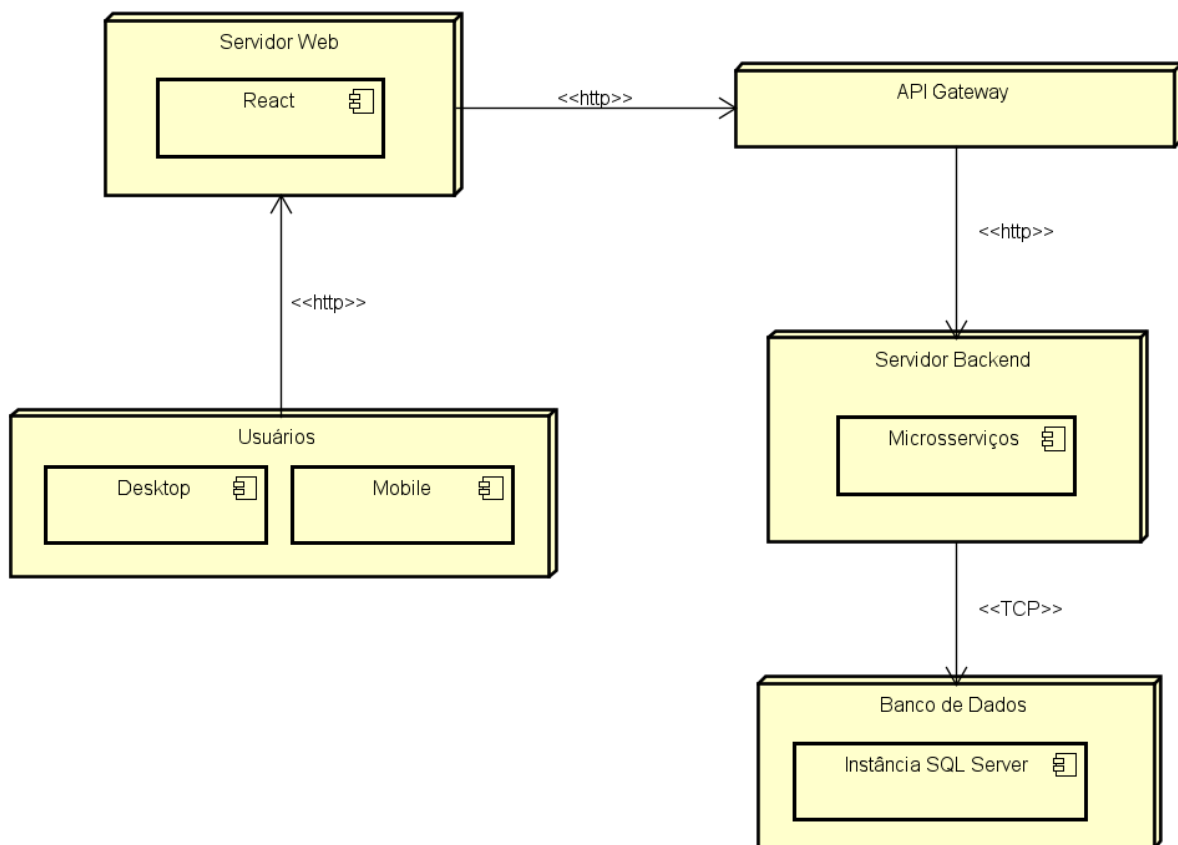 Servidor Web
React
<<http>>
API Gateway
<<http>>
<<http>>
Servidor Backend
Microsserviços
Usuários
Desktop
Mobile
<<TCP>>
Banco de Dados
Instância SQL Server